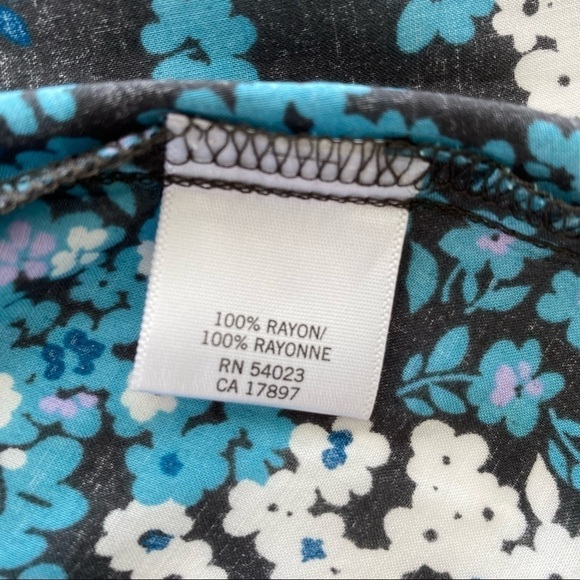 100% RAYON/
100% RAYONNE
RN 54023
CA 17897